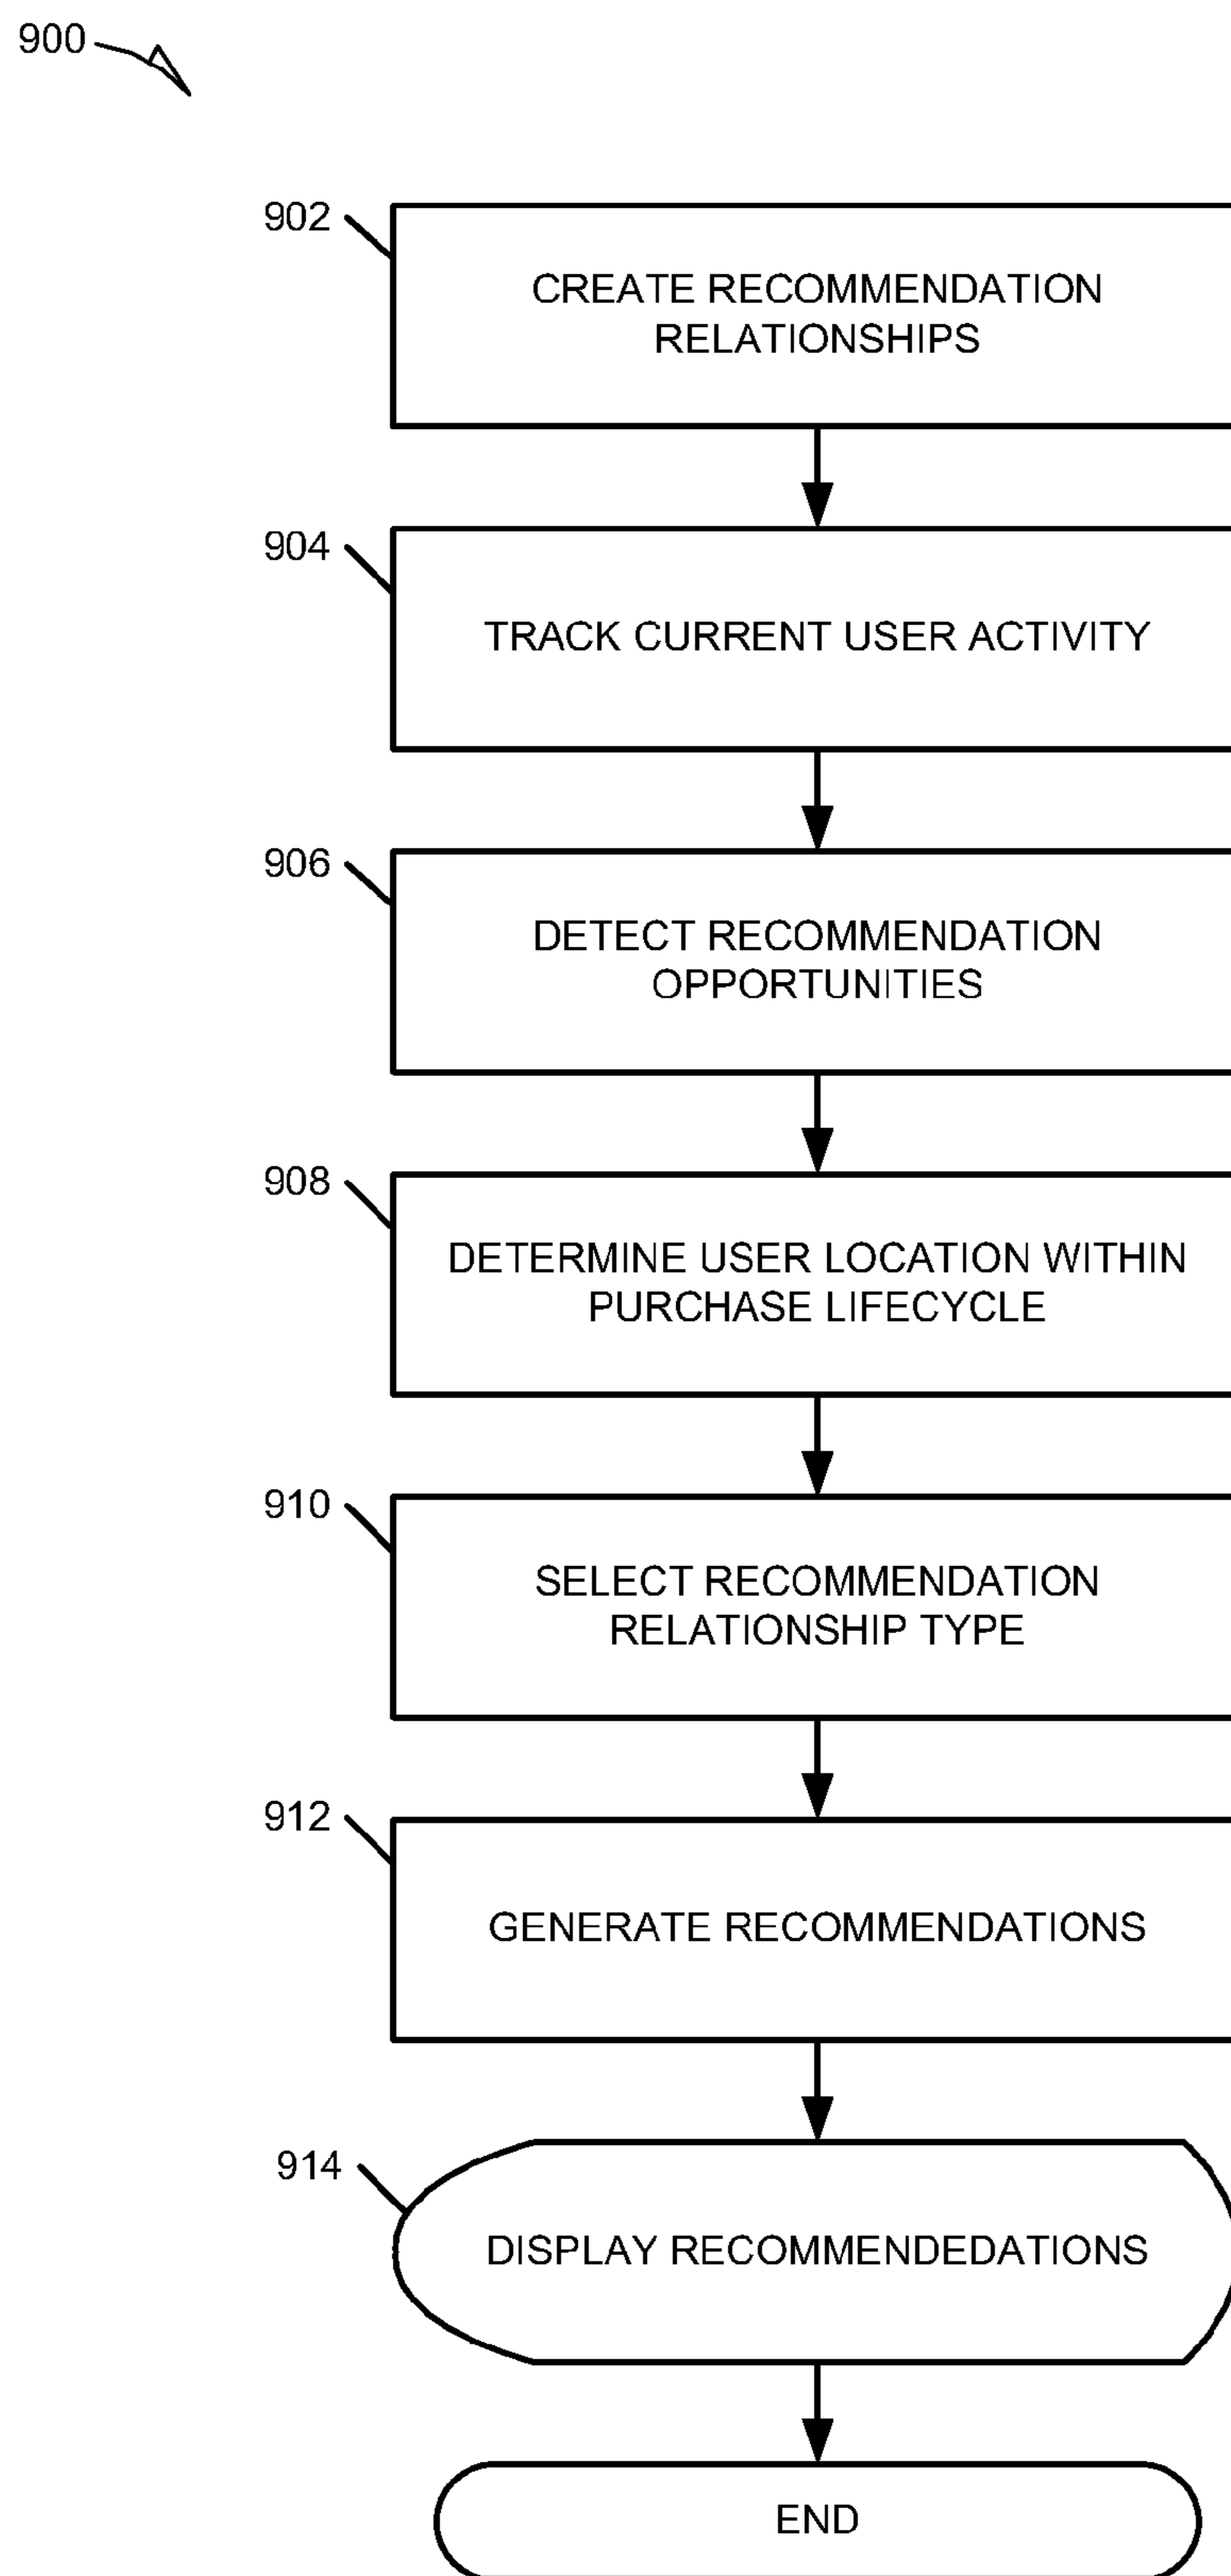 900
902
CREATE RECOMMENDATION
RELATIONSHIPS
904
TRACK CURRENT USER ACTIVITY
906
DETECT RECOMMENDATION
OPPORTUNITIES
908
DETERMINE USER LOCATION WITHIN
PURCHASE LIFECYCLE
910
SELECT RECOMMENDATION
RELATIONSHIP TYPE
912
GENERATE RECOMMENDATIONS
914
DISPLAY RECOMMENDEDATIONS
END